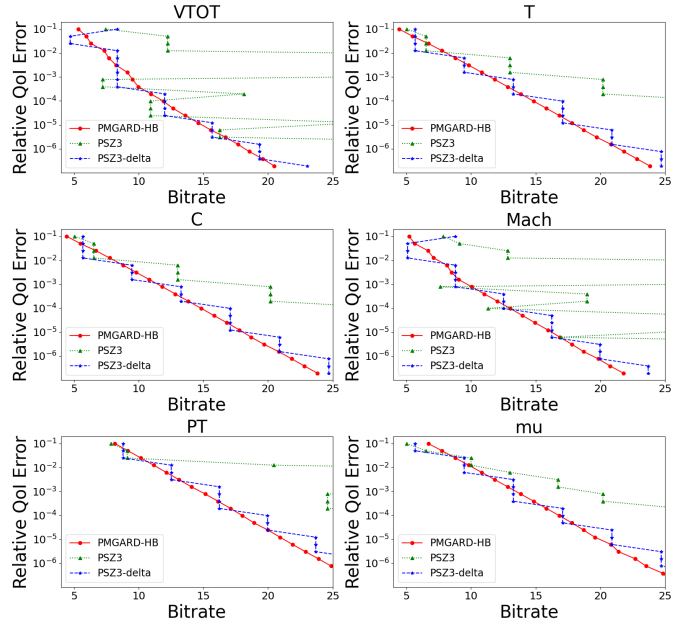 VTOT
Relative QoI Error
10⁻¹
10⁻²
10⁻³
10⁻⁴
10⁻⁵
10⁻⁶
PMGARD-HB
PSZ3
PSZ3-delta
5 10 15 20 25
Bitrate
T
Relative QoI Error
10⁻¹
10⁻²
10⁻³
10⁻⁴
10⁻⁵
10⁻⁶
PMGARD-HB
PSZ3
PSZ3-delta
5 10 15 20 25
Bitrate
C
Relative QoI Error
10⁻¹
10⁻²
10⁻³
10⁻⁴
10⁻⁵
10⁻⁶
PMGARD-HB
PSZ3
PSZ3-delta
5 10 15 20 25
Bitrate
Mach
Relative QoI Error
10⁻¹
10⁻²
10⁻³
10⁻⁴
10⁻⁵
10⁻⁶
PMGARD-HB
PSZ3
PSZ3-delta
5 10 15 20 25
Bitrate
PT
Relative QoI Error
10⁻¹
10⁻²
10⁻³
10⁻⁴
10⁻⁵
10⁻⁶
PMGARD-HB
PSZ3
PSZ3-delta
5 10 15 20 25
Bitrate
mu
Relative QoI Error
10⁻¹
10⁻²
10⁻³
10⁻⁴
10⁻⁵
10⁻⁶
PMGARD-HB
PSZ3
PSZ3-delta
5 10 15 20 25
Bitrate